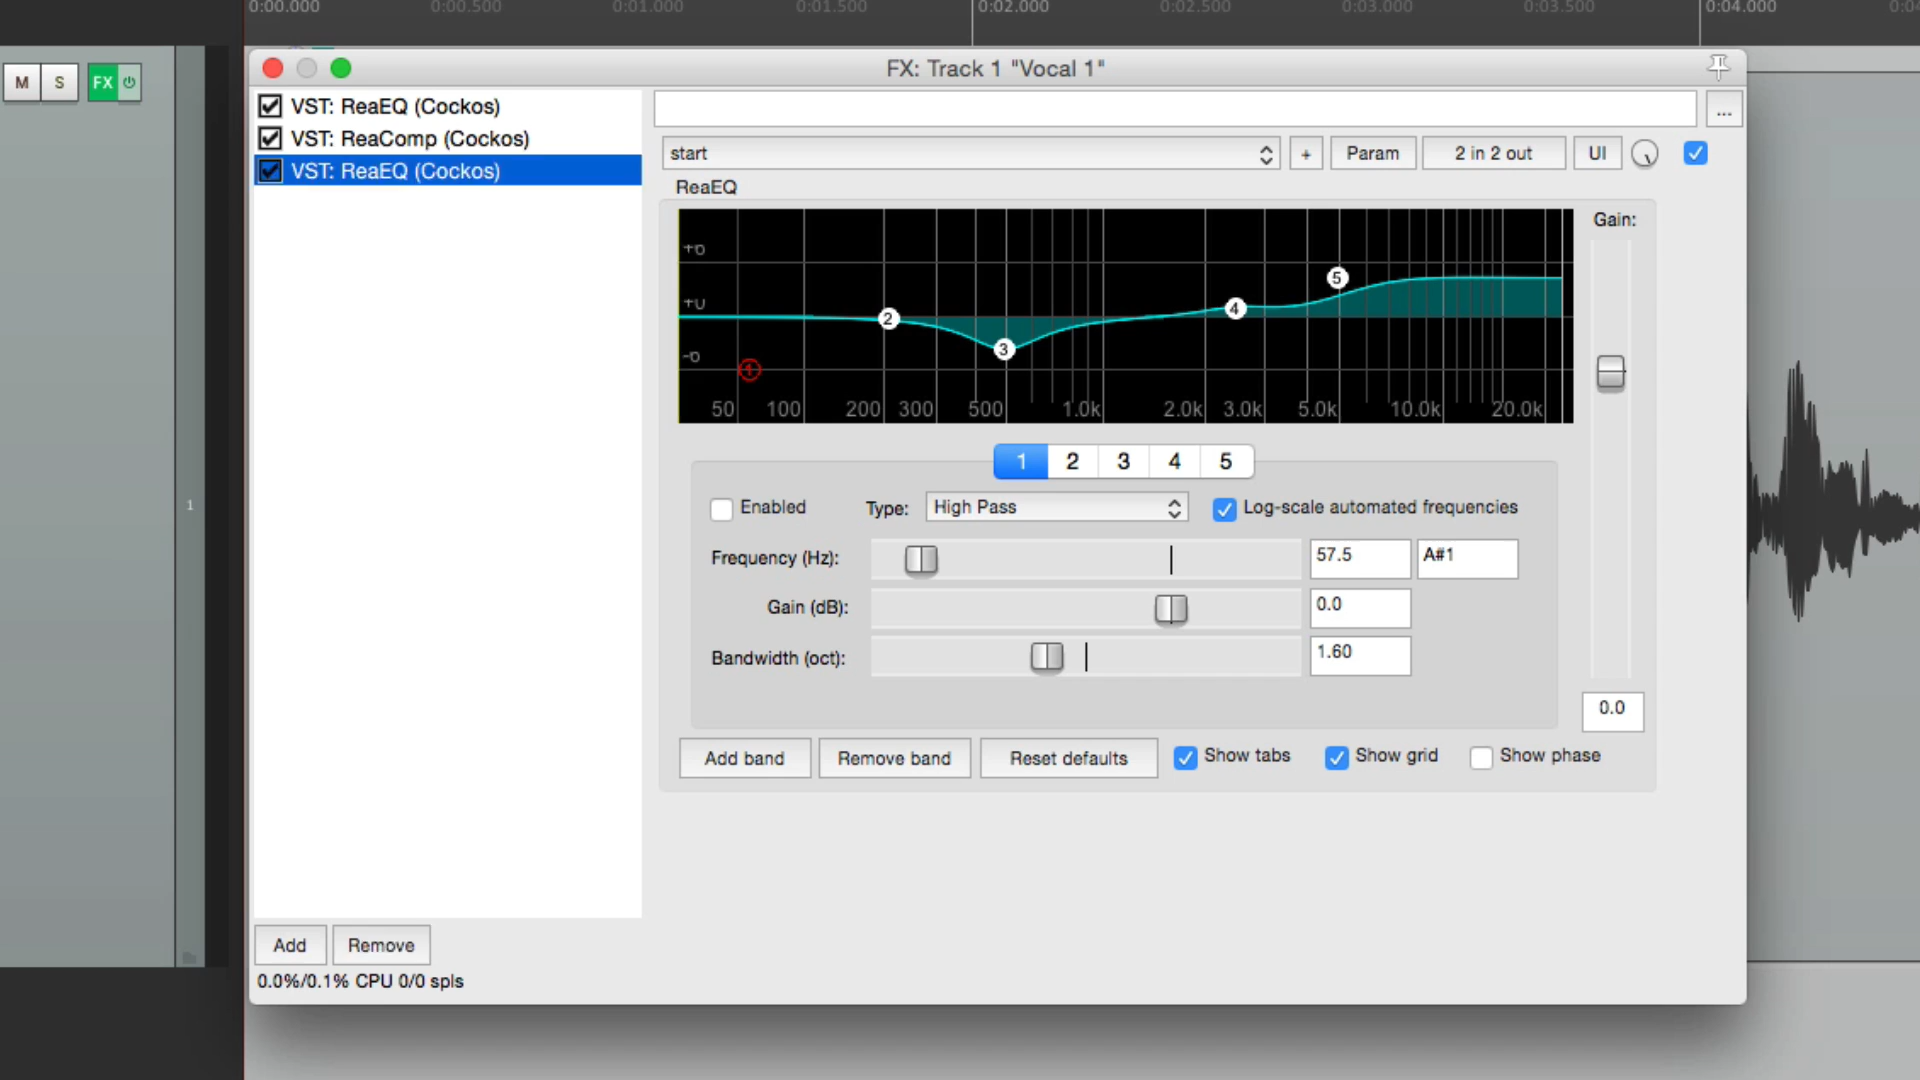 0:00.000 0:00.500 0:01.000 0:01.500 0:02.000 0:02.500 0:03.000 0:03.500 0:04.000
FX: Track 1 "Vocal 1"
M S FX
VST: ReaEQ (Cockos)
VST: ReaComp (Cockos)
VST: ReaEQ (Cockos)
...
start + Param 2 in 2 out UI
ReaEQ
Gain:
5
4
2
3
1
50 100 200 300 500 1.0k 2.0k 3.0k 5.0k 10.0k 20.0k
1 2 3 4 5
Enabled Type: High Pass Log-scale automated frequencies
1
Frequency (Hz): 57.5 A#1
Gain (dB): 0.0
Bandwidth (oct): 1.60
0.0
Add band Remove band Reset defaults Show tabs Show grid Show phase
Add Remove
0.0%/0.1% CPU 0/0 spls